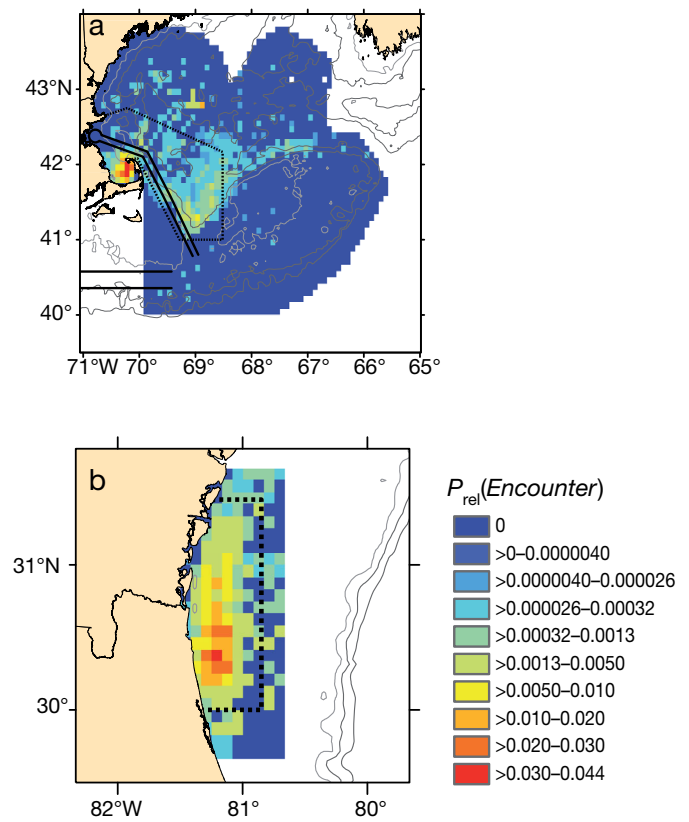 a
43°N
42°
41°
40°
71°W 70° 69° 68° 67° 66° 65°
b
31°N
30°
82°W 81° 80°
P_rel(Encounter)
0
>0–0.0000040
>0.0000040–0.000026
>0.000026–0.00032
>0.00032–0.0013
>0.0013–0.0050
>0.0050–0.010
>0.010–0.020
>0.020–0.030
>0.030–0.044